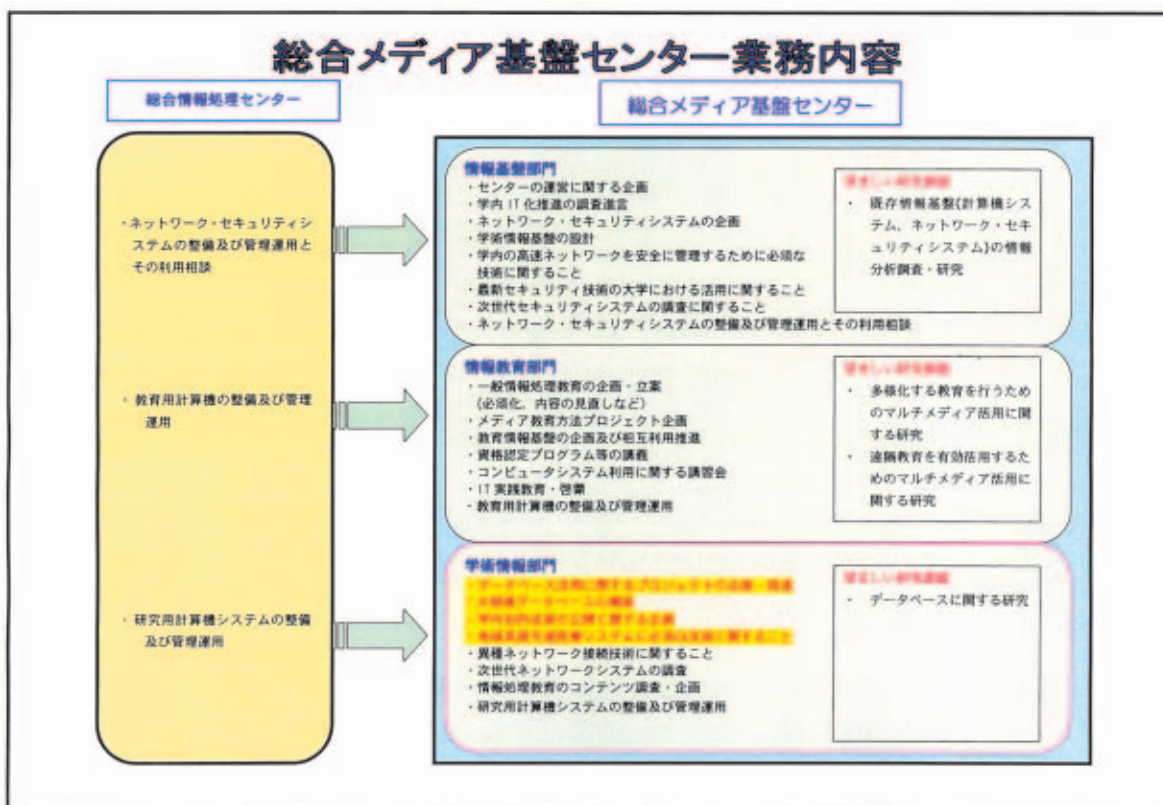 総合メディア基盤センター業務内容
総合情報処理センター
総合メディア基盤センター
・ネットワーク・セキュリティシ
ステムの整備及び管理運用と
その利用相談
・教育用計算機の整備及び管理
運用
・研究用計算機システムの整備
及び管理運用
情報基盤部門
・センターの運営に関する企画
・学内 IT 化推進の調査進言
・ネットワーク・セキュリティシステムの企画
・学術情報基盤の設計
・学内の高速ネットワークを安全に管理するために必須な
技術に関すること
・最新セキュリティ技術の大学における活用に関すること
・次世代セキュリティシステムの調査に関すること
・ネットワーク・セキュリティシステムの整備及び管理運用とその利用相談
・ 既存情報基盤(計算機シス
テム，ネットワーク・セキ
ュリティシステム)の情報
分析調査・研究
情報教育部門
・一般情報処理教育の企画・立案
(必須化，内容の見直しなど)
・メディア教育方法プロジェクト企画
・教育情報基盤の企画及び相互利用推進
・資格認定プログラム等の講義
・コンピュータシステム利用に関する講習会
・IT 実践教育・啓蒙
・教育用計算機の整備及び管理運用
・ 多様化する教育を行うため
のマルチメディア活用に関
する研究
・ 遠隔教育を有効活用するた
めのマルチメディア活用に
関する研究
学術情報部門
・異種ネットワーク接続技術に関すること
・次世代ネットワークシステムの調査
・情報処理教育のコンテンツ調査・企画
・研究用計算機システムの整備及び管理運用
・ データベースに関する研究